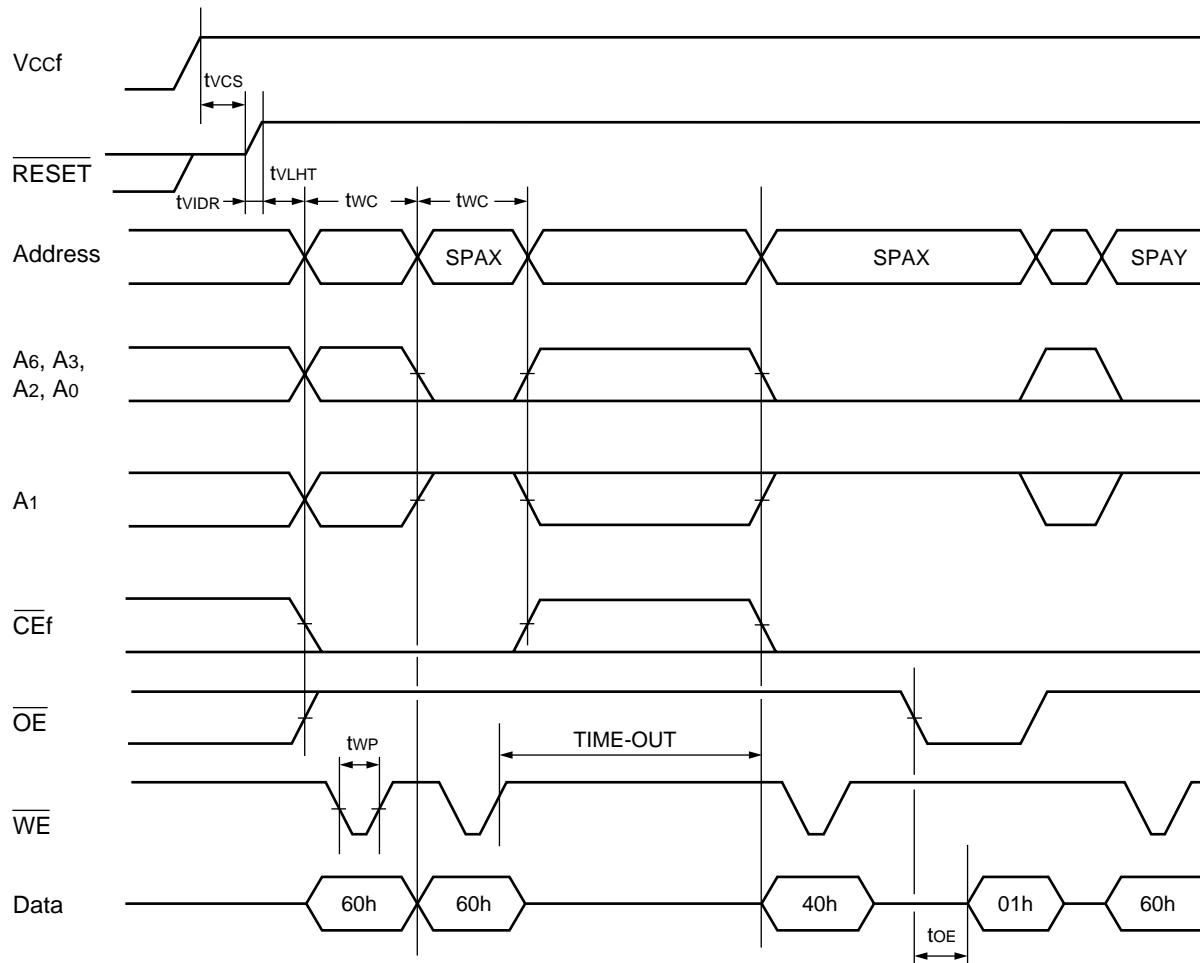 Vccf
tVCS
RESET
tVLHT
tVIDR
tWC
tWC
Address
SPAX
SPAX
SPAY
A6, A3,
A2, A0
A1
CEf
OE
TIME-OUT
tWP
WE
Data
60h
60h
40h
01h
60h
tOE